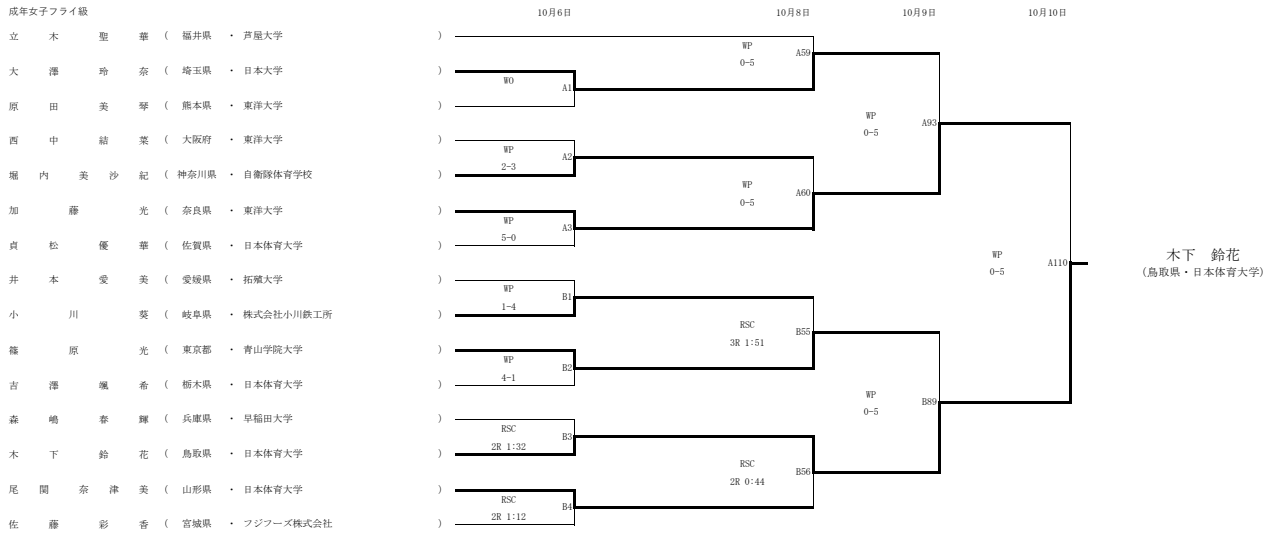 成年女子フライ級 10月6日 10月8日 10月9日 10月10日
立木聖華 ( 福井県 ・ 芦屋大学 )
WP
A59
0-5
大澤玲奈 ( 埼玉県 ・ 日本大学 )
WO
A1
原田美琴 ( 熊本県 ・ 東洋大学 )
WP
A93
0-5
西中結菜 ( 大阪府 ・ 東洋大学 )
WP
A2
2-3
堀内美沙紀 ( 神奈川県 ・ 自衛隊体育学校 )
WP
A60
0-5
加藤光 ( 奈良県 ・ 東洋大学 )
WP
A3
5-0
貞松優華 ( 佐賀県 ・ 日本体育大学 )
WP
A110
0-5
木下 鈴花
(鳥取県・日本体育大学)
井本愛美 ( 愛媛県 ・ 拓殖大学 )
WP
B1
1-4
小川葵 ( 岐阜県 ・ 株式会社小川鉄工所 )
RSC
B55
3R 1:51
篠原光 ( 東京都 ・ 青山学院大学 )
WP
B2
4-1
吉澤颯希 ( 栃木県 ・ 日本体育大学 )
WP
B89
0-5
森嶋春輝 ( 兵庫県 ・ 早稲田大学 )
RSC
B3
2R 1:32
木下鈴花 ( 鳥取県 ・ 日本体育大学 )
RSC
B56
2R 0:44
尾関奈津美 ( 山形県 ・ 日本体育大学 )
RSC
B4
2R 1:12
佐藤彩香 ( 宮城県 ・ フジフーズ株式会社 )